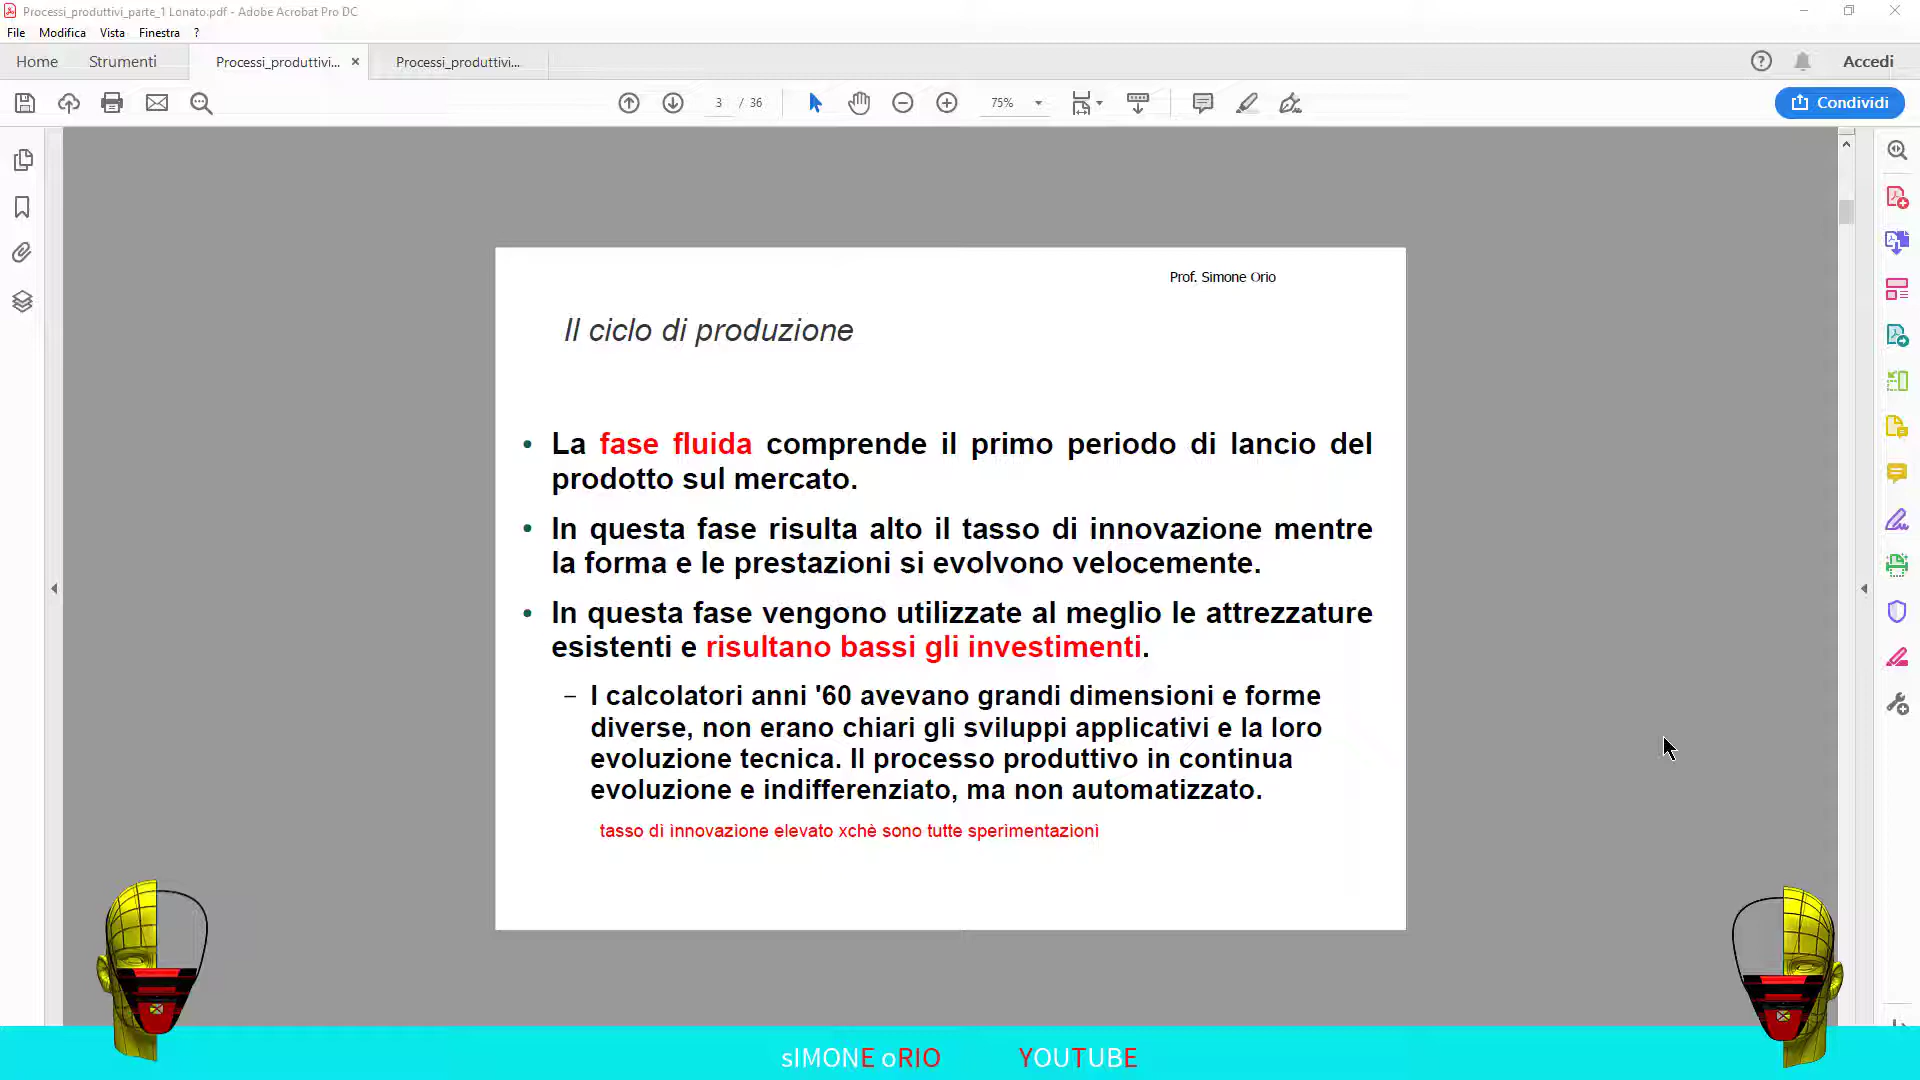 Processi_produttivi_parte_1 Lonato.pdf - Adobe Acrobat Pro DC
File Modifica Vista Finestra ?
Home Strumenti Processi_produttivi... × Processi_produttivi... Accedi
3 / 36 75% Condividi
Prof. Simone Orio
Il ciclo di produzione
• La fase fluida comprende il primo periodo di lancio del
prodotto sul mercato.
• In questa fase risulta alto il tasso di innovazione mentre
la forma e le prestazioni si evolvono velocemente.
• In questa fase vengono utilizzate al meglio le attrezzature
esistenti e risultano bassi gli investimenti.
– I calcolatori anni '60 avevano grandi dimensioni e forme
diverse, non erano chiari gli sviluppi applicativi e la loro
evoluzione tecnica. Il processo produttivo in continua
evoluzione e indifferenziato, ma non automatizzato.
tasso di innovazione elevato xchè sono tutte sperimentazioni
sIMONE oRIO YOUTUBE